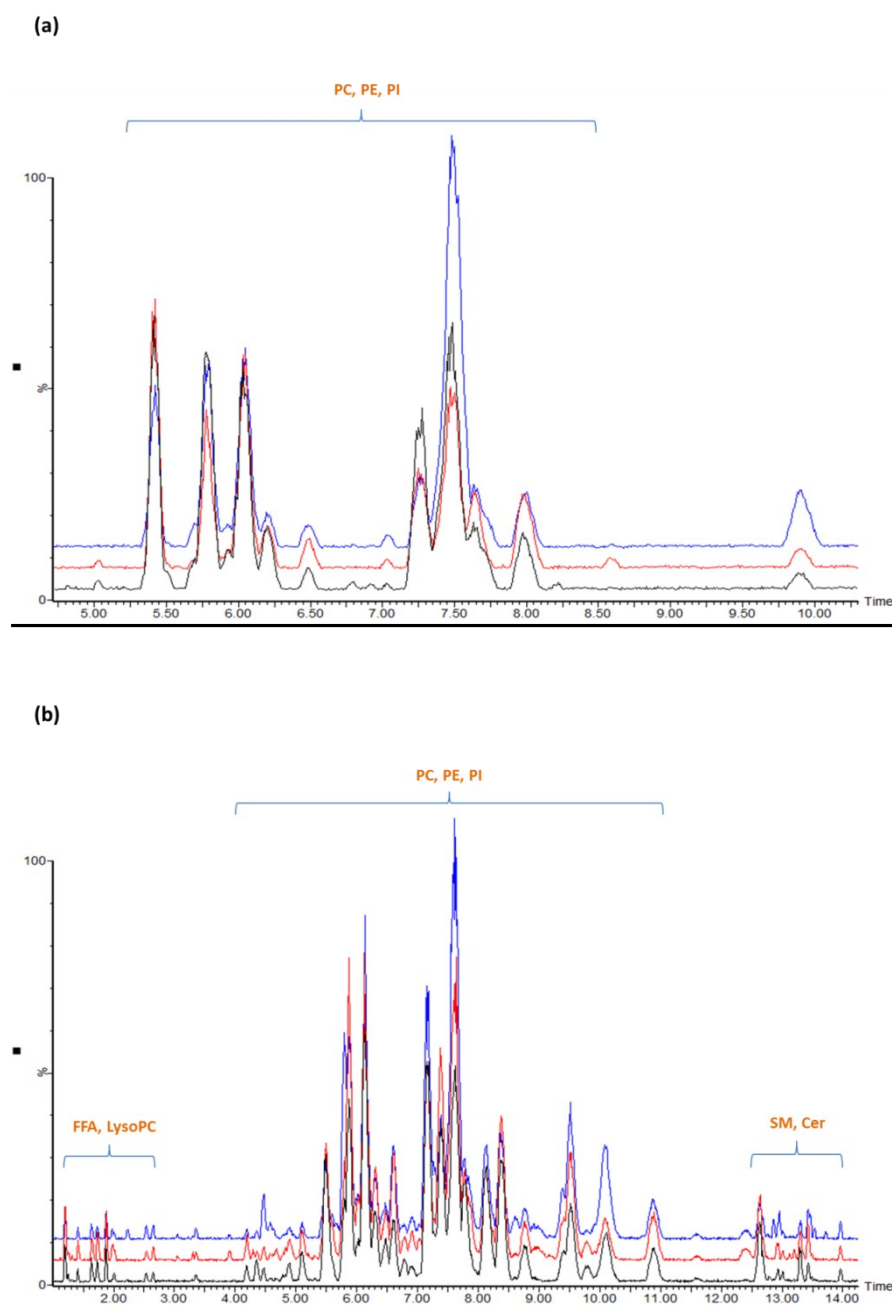 (a)
PC, PE, PI
100
%
0
5.00 5.50 6.00 6.50 7.00 7.50 8.00 8.50 9.00 9.50 10.00 Time
(b)
PC, PE, PI
100
%
FFA, LysoPC
SM, Cer
0
2.00 3.00 4.00 5.00 6.00 7.00 8.00 9.00 10.00 11.00 12.00 13.00 14.00 Time